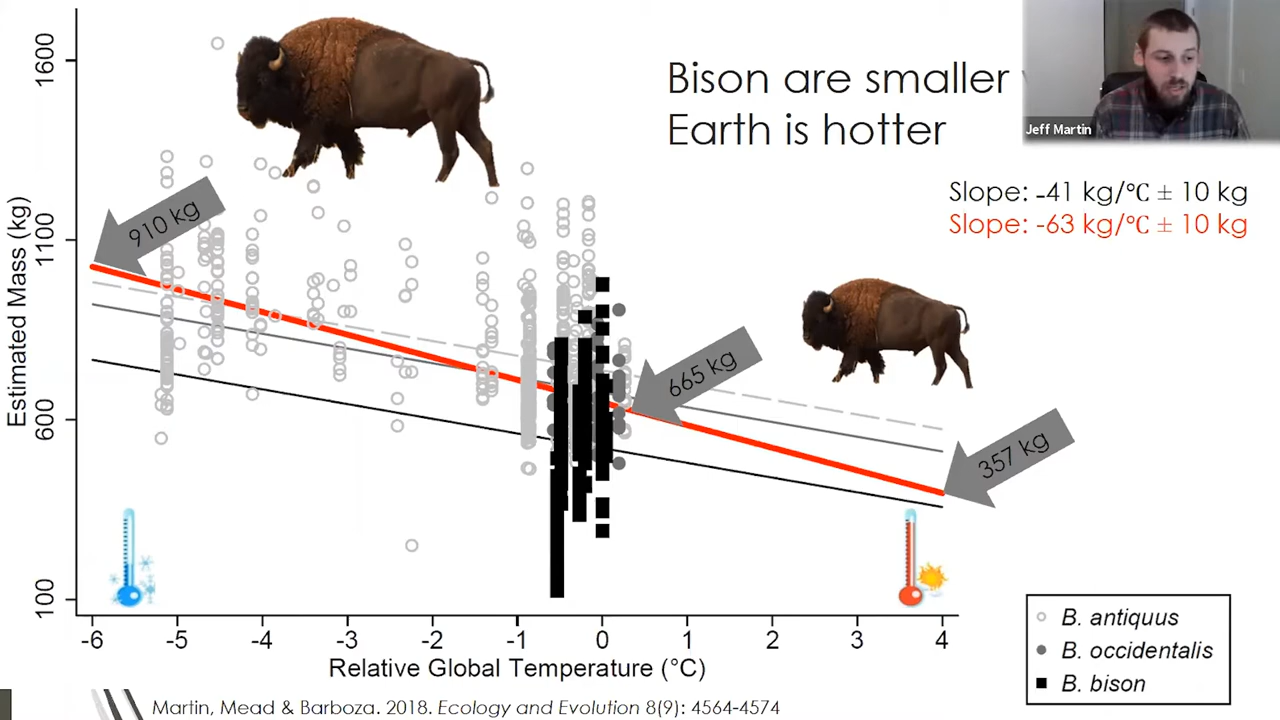 Bison are smaller
Earth is hotter
Jeff Martin
Slope: -41 kg/°C ± 10 kg
Slope: -63 kg/°C ± 10 kg
910 kg
665 kg
357 kg
Estimated Mass (kg)
1600
1100
600
100
-6 -5 -4 -3 -2 -1 0 1 2 3 4
Relative Global Temperature (°C)
B. antiquus
B. occidentalis
B. bison
Martin, Mead & Barboza. 2018. Ecology and Evolution 8(9): 4564-4574